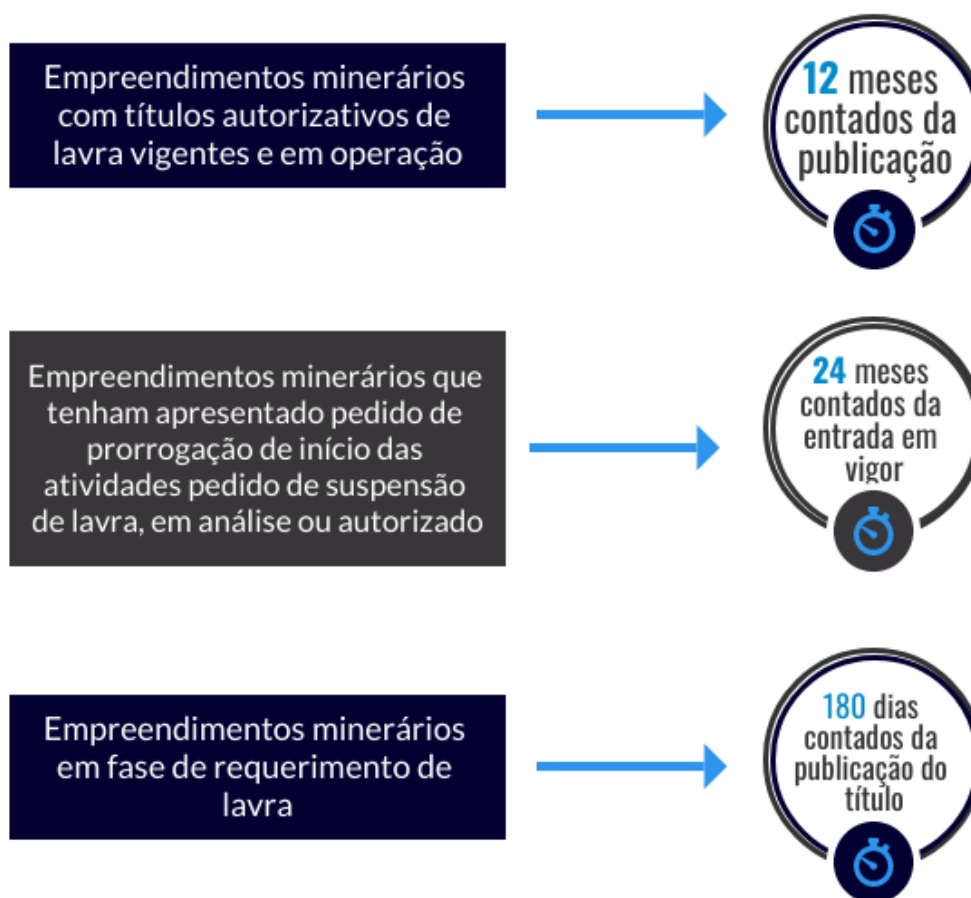 Empreendimentos minerários
com títulos autorizativos de
lavra vigentes e em operação
12 meses
contados da
publicação
Empreendimentos minerários que
tenham apresentado pedido de
prorrogação de início das
atividades pedido de suspensão
de lavra, em análise ou autorizado
24 meses
contados da
entrada em
vigor
Empreendimentos minerários
em fase de requerimento de
lavra
180 dias
contados da
publicação do
título